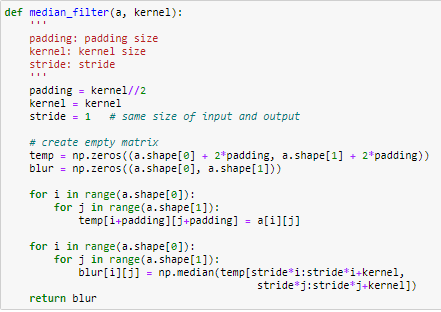 def median_filter(a, kernel):
    '''
    padding: padding size
    kernel: kernel size
    stride: stride
    '''
    padding = kernel//2
    kernel = kernel
    stride = 1   # same size of input and output

    # create empty matrix
    temp = np.zeros((a.shape[0] + 2*padding, a.shape[1] + 2*padding))
    blur = np.zeros((a.shape[0], a.shape[1]))

    for i in range(a.shape[0]):
        for j in range(a.shape[1]):
            temp[i+padding][j+padding] = a[i][j]

    for i in range(a.shape[0]):
        for j in range(a.shape[1]):
            blur[i][j] = np.median(temp[stride*i:stride*i+kernel,
                                        stride*j:stride*j+kernel])
    return blur